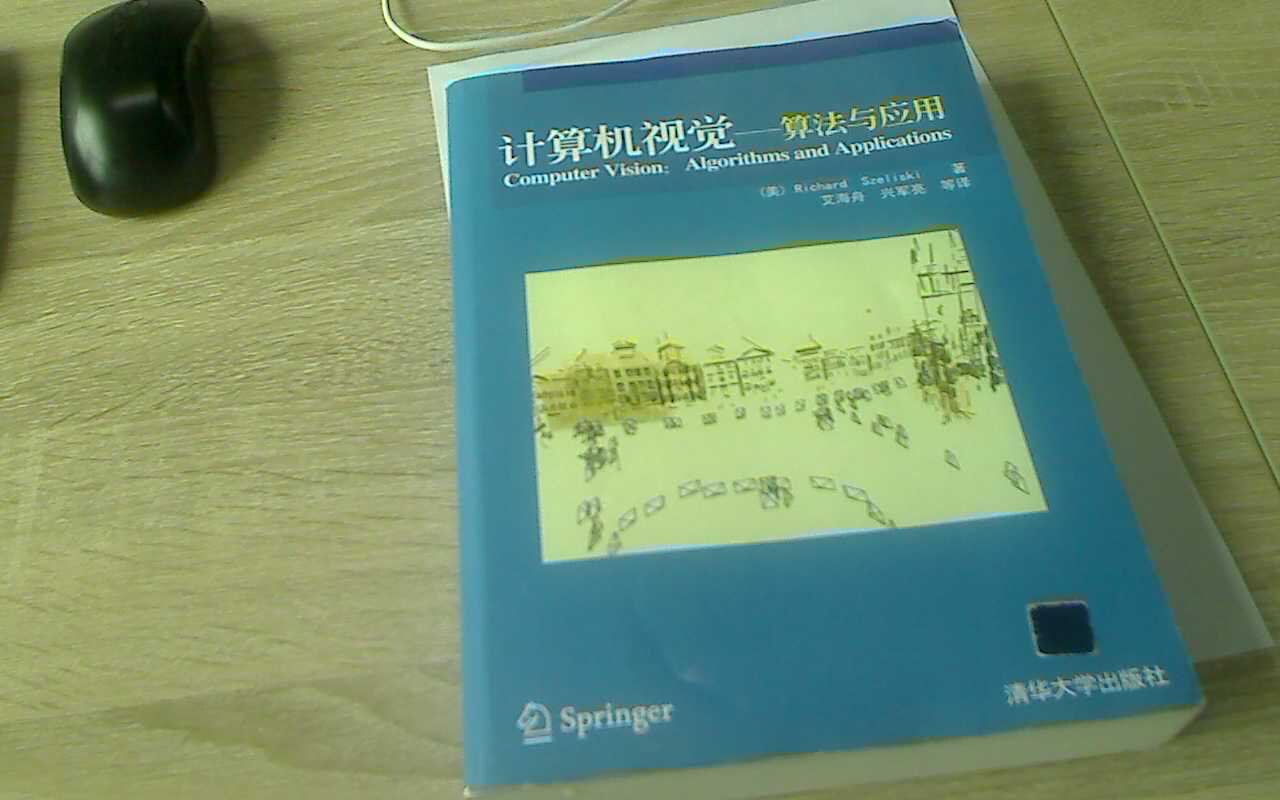 计算机视觉——算法与应用
Computer Vision: Algorithms and Applications
(美) Richard Szeliski 著
艾海舟 兴军亮 等译
Springer
清华大学出版社